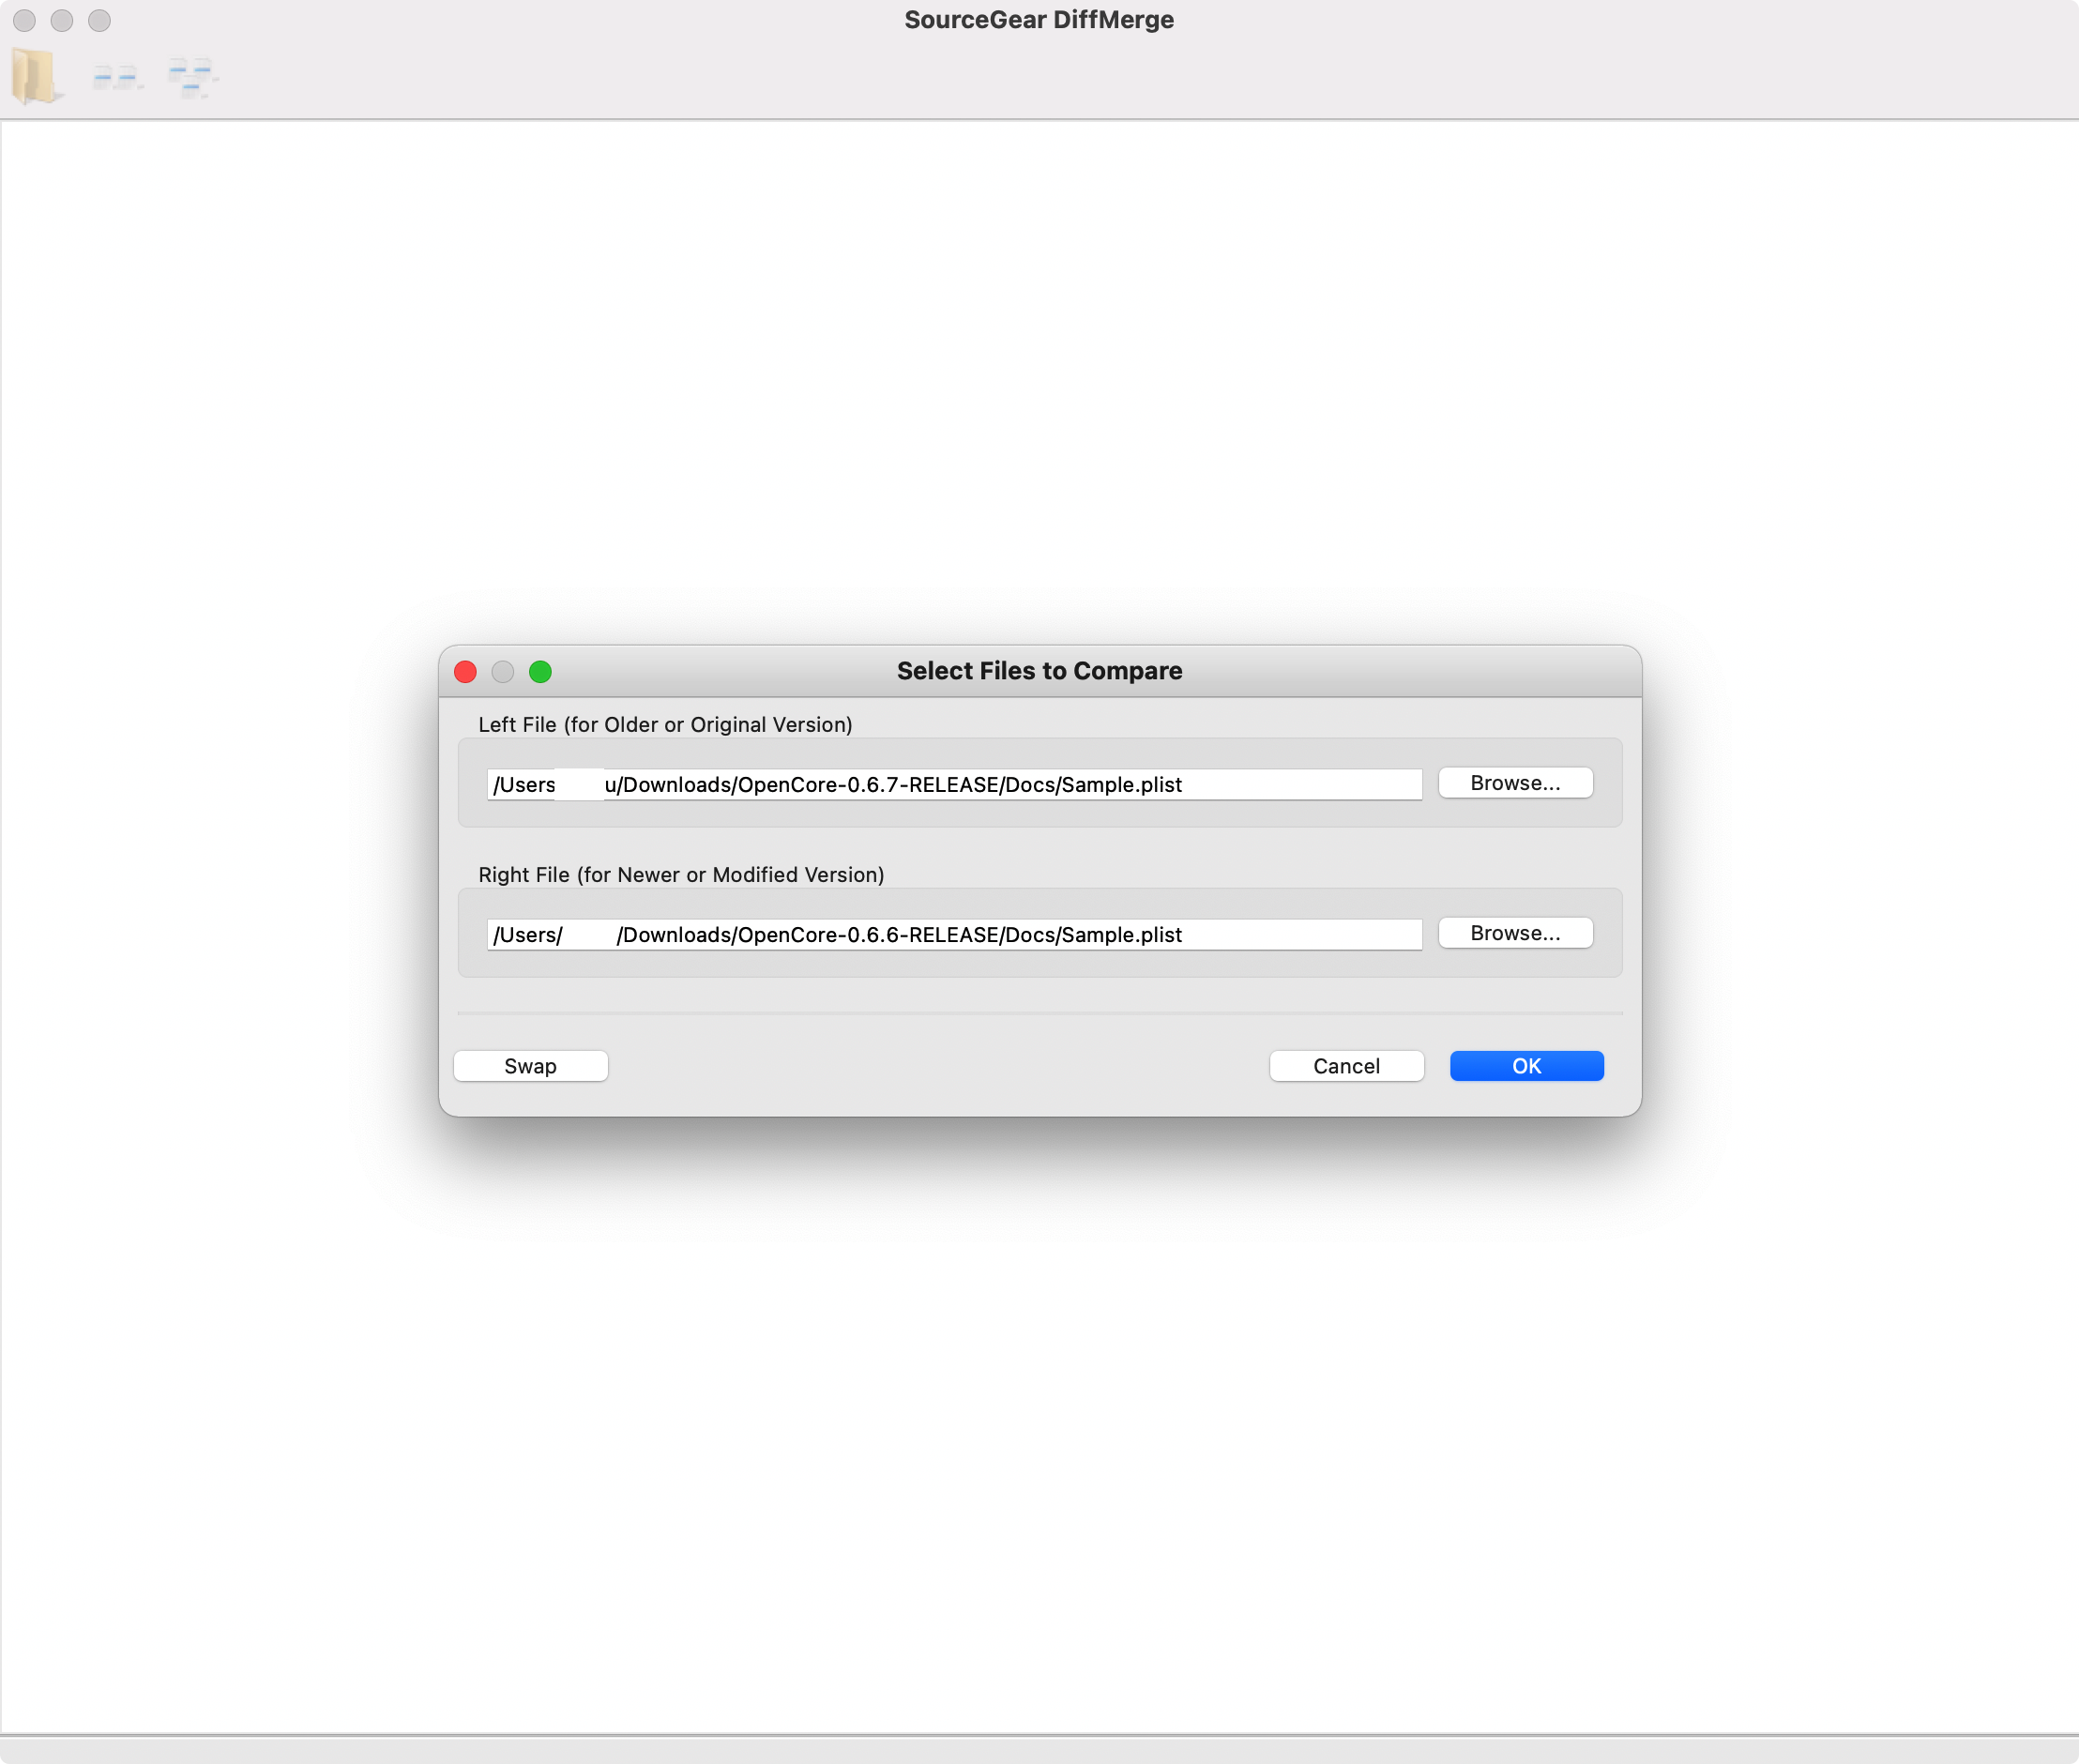 SourceGear DiffMerge
Select Files to Compare
Left File (for Older or Original Version)
/Users u/Downloads/OpenCore-0.6.7-RELEASE/Docs/Sample.plist
Browse...
Right File (for Newer or Modified Version)
/Users/ /Downloads/OpenCore-0.6.6-RELEASE/Docs/Sample.plist
Browse...
Swap
Cancel
OK